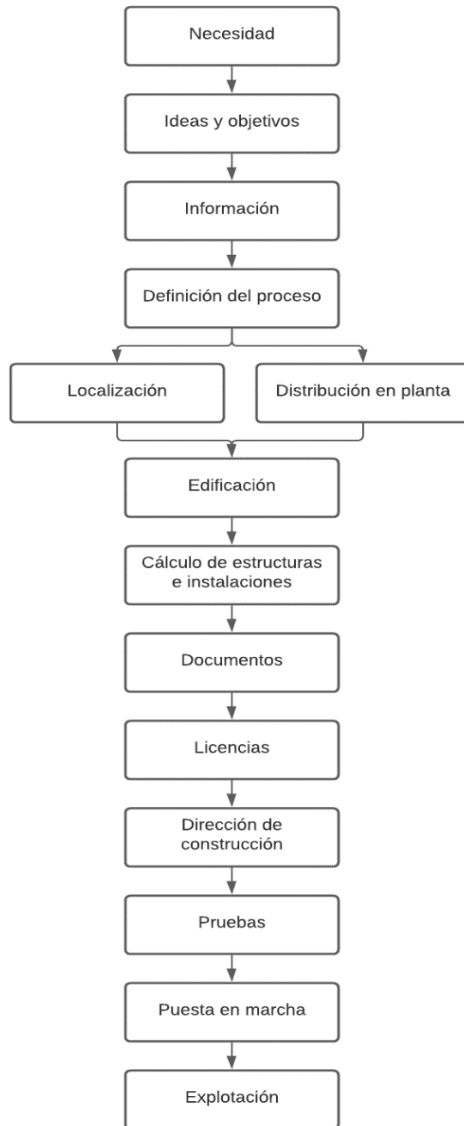 Necesidad
Ideas y objetivos
Información
Definición del proceso
Localización
Distribución en planta
Edificación
Cálculo de estructuras
e instalaciones
Documentos
Licencias
Dirección de
construcción
Pruebas
Puesta en marcha
Explotación